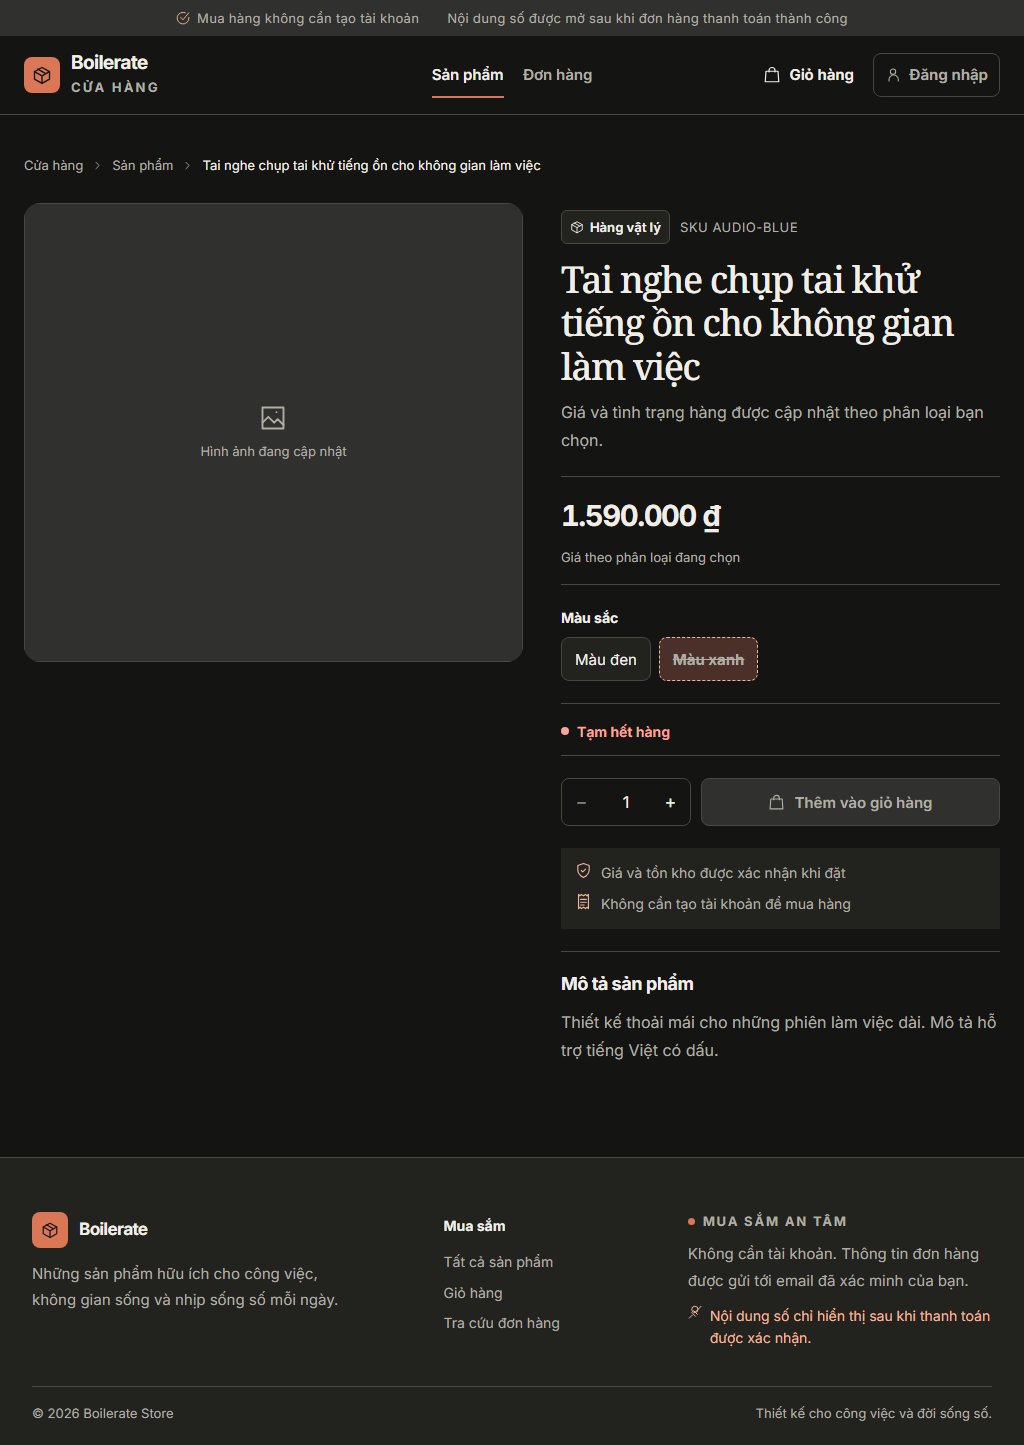 Mua hàng không cần tạo tài khoản
Nội dung số được mở sau khi đơn hàng thanh toán thành công
Boilerate
CỬA HÀNG
Sản phẩm
Đơn hàng
Giỏ hàng
Đăng nhập
Cửa hàng > Sản phẩm > Tai nghe chụp tai khử tiếng ồn cho không gian làm việc
Hình ảnh đang cập nhật
Hàng vật lý
SKU AUDIO-BLUE
Tai nghe chụp tai khử
tiếng ồn cho không gian
làm việc
Giá và tình trạng hàng được cập nhật theo phân loại bạn
chọn.
1.590.000 ₫
Giá theo phân loại đang chọn
Màu sắc
Màu đen
Màu xanh
Tạm hết hàng
− 1 +
Thêm vào giỏ hàng
Giá và tồn kho được xác nhận khi đặt
Không cần tạo tài khoản để mua hàng
Mô tả sản phẩm
Thiết kế thoải mái cho những phiên làm việc dài. Mô tả hỗ
trợ tiếng Việt có dấu.
Boilerate
Những sản phẩm hữu ích cho công việc,
không gian sống và nhịp sống số mỗi ngày.
Mua sắm
Tất cả sản phẩm
Giỏ hàng
Tra cứu đơn hàng
MUA SẮM AN TÂM
Không cần tài khoản. Thông tin đơn hàng
được gửi tới email đã xác minh của bạn.
Nội dung số chỉ hiển thị sau khi thanh toán
được xác nhận.
© 2026 Boilerate Store
Thiết kế cho công việc và đời sống số.